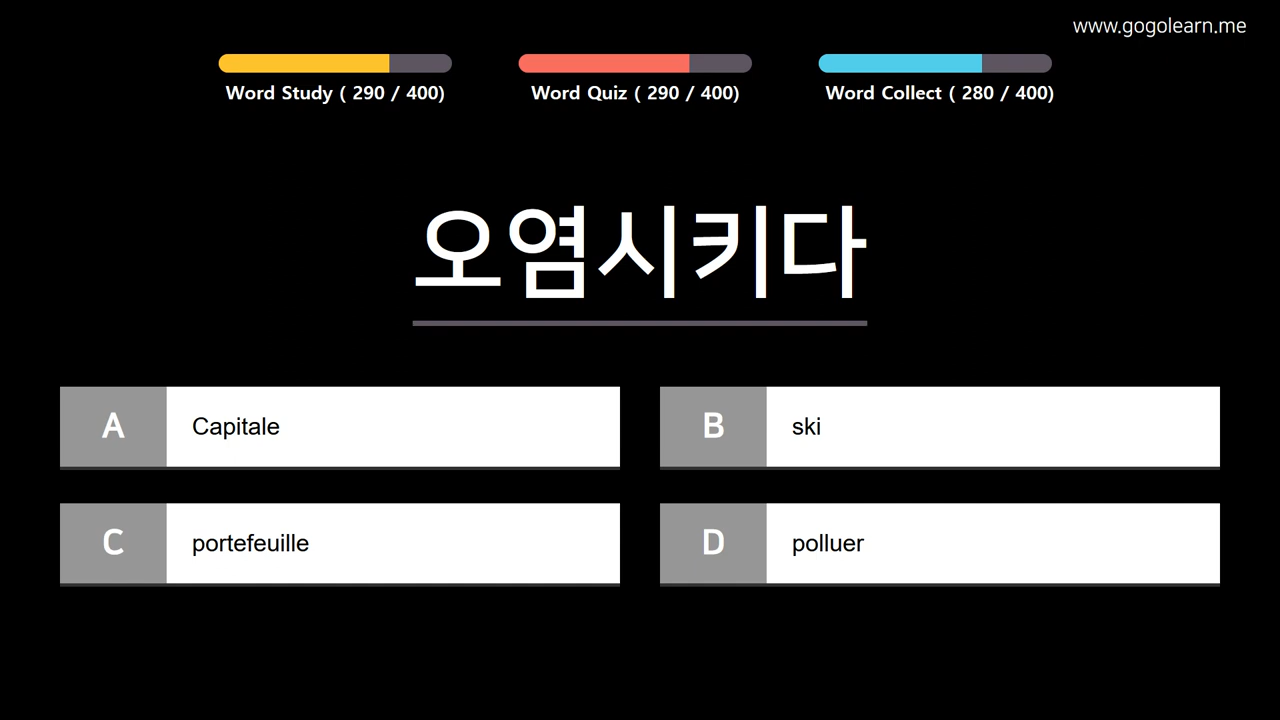 www.gogolearn.me
Word Study ( 290 / 400)
Word Quiz ( 290 / 400)
Word Collect ( 280 / 400)
오염시키다
A
Capitale
B
ski
C
portefeuille
D
polluer